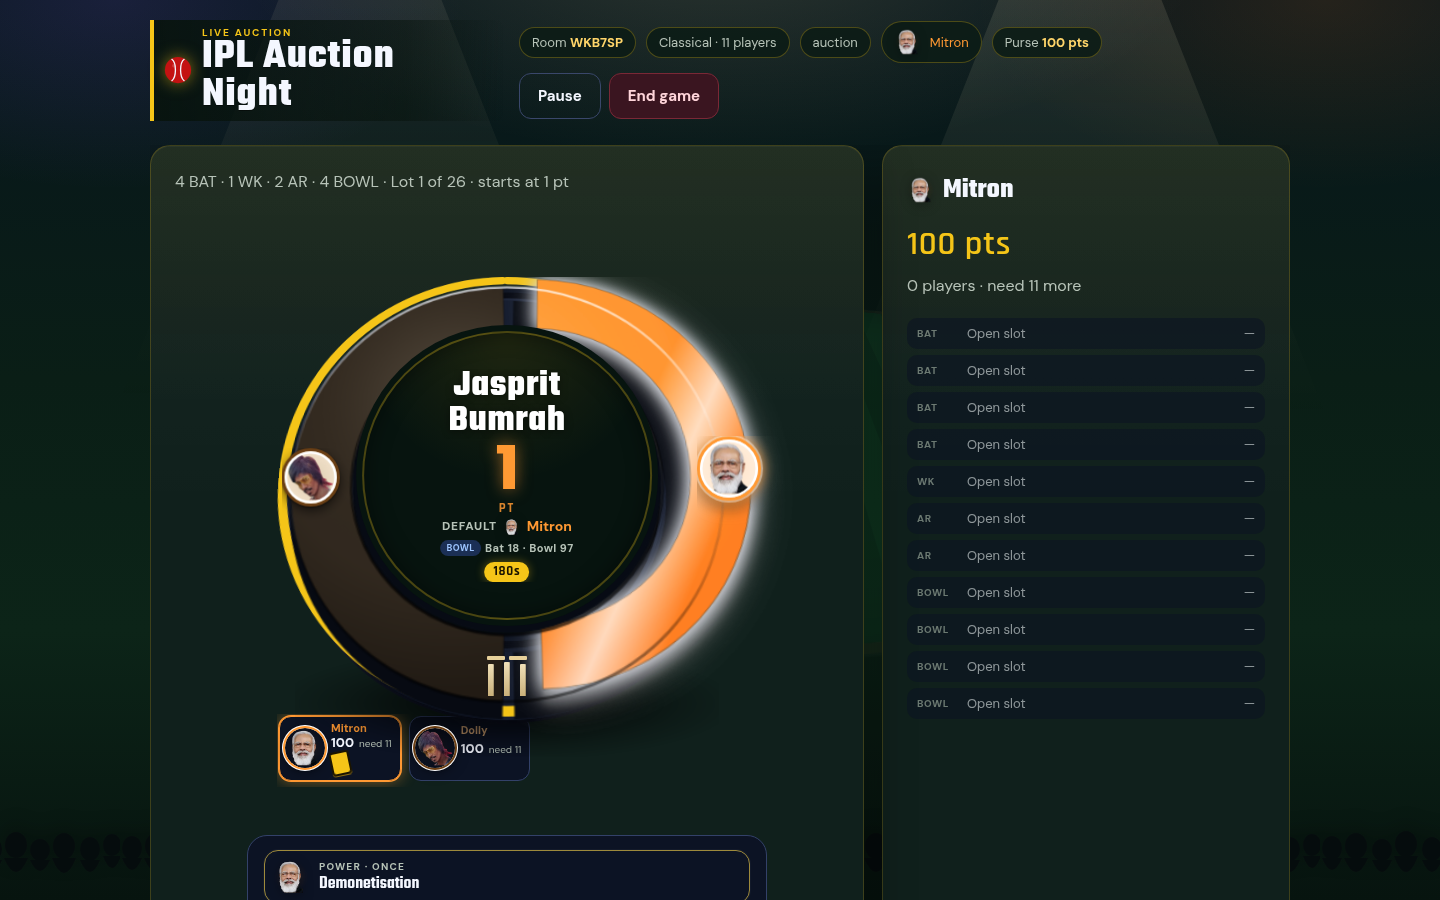 LIVE AUCTION
IPL Auction
Night
Room WKB7SP
Classical · 11 players
auction
Mitron
Purse 100 pts
Pause
End game
4 BAT · 1 WK · 2 AR · 4 BOWL · Lot 1 of 26 · starts at 1 pt
Jasprit
Bumrah
1
PT
DEFAULT Mitron
BOWL Bat 18 · Bowl 97
180s
Mitron
100 need 11
Dolly
100 need 11
POWER · ONCE
Demonetisation
Mitron
100 pts
0 players · need 11 more
BAT Open slot —
BAT Open slot —
BAT Open slot —
BAT Open slot —
WK Open slot —
AR Open slot —
AR Open slot —
BOWL Open slot —
BOWL Open slot —
BOWL Open slot —
BOWL Open slot —